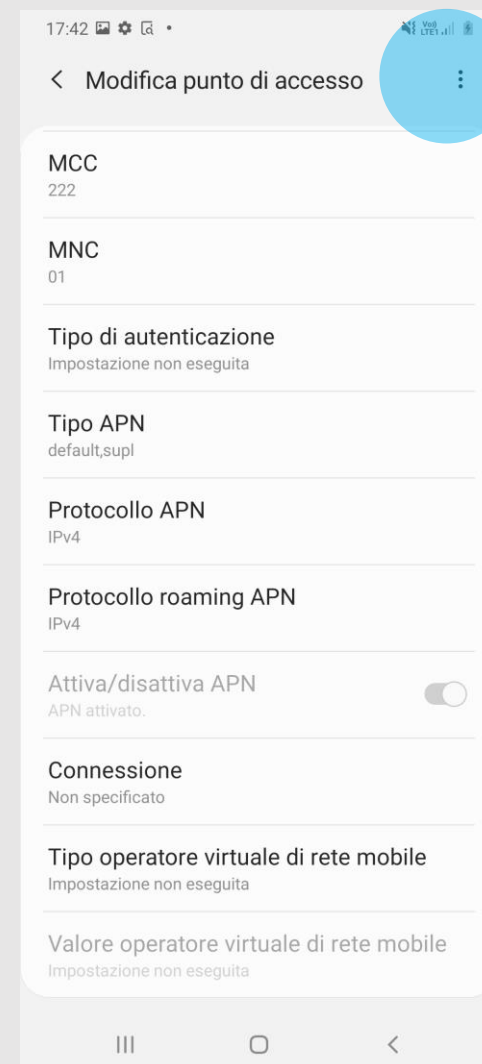 17:42
Modifica punto di accesso
MCC
222
MNC
01
Tipo di autenticazione
Impostazione non eseguita
Tipo APN
default,supl
Protocollo APN
IPv4
Protocollo roaming APN
IPv4
Attiva/disattiva APN
APN attivato.
Connessione
Non specificato
Tipo operatore virtuale di rete mobile
Impostazione non eseguita
Valore operatore virtuale di rete mobile
Impostazione non eseguita